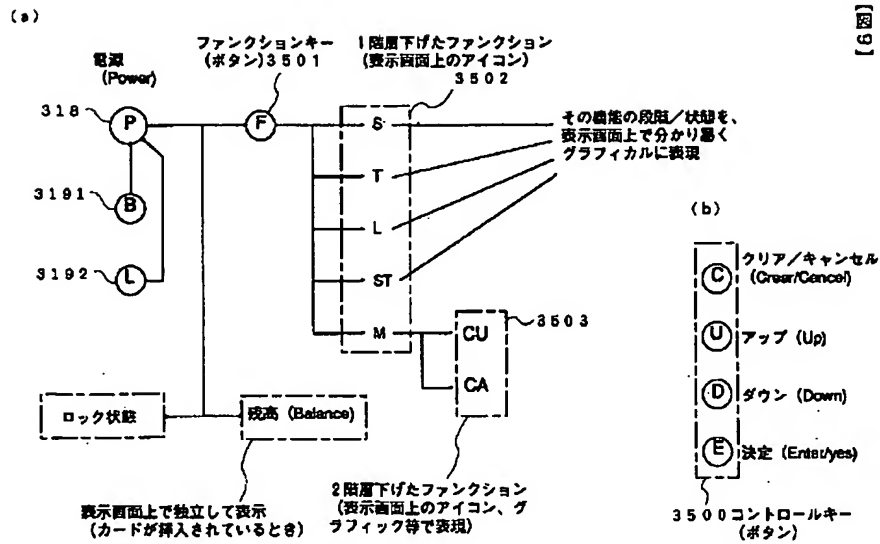 (a)
【図9】
ファンクションキー
(ボタン)3501
1階層下げたファンクション
(表示画面上のアイコン)
3502
電源
(Power)
318
P
F
S
その機能の段階/状態を、
表示画面上で分かり易く
グラフィカルに表現
T
3191
B
L
(b)
3192
L
ST
クリア/キャンセル
C
(Crear/Cancel)
M
CU
3503
U
アップ (Up)
CA
D
ダウン (Down)
ロック状態
残高 (Balance)
E
決定 (Enter/yes)
表示画面上で独立して表示
(カードが挿入されているとき)
2階層下げたファンクション
(表示画面上のアイコン、グ
ラフィック等で表現)
3500コントロールキー
(ボタン)